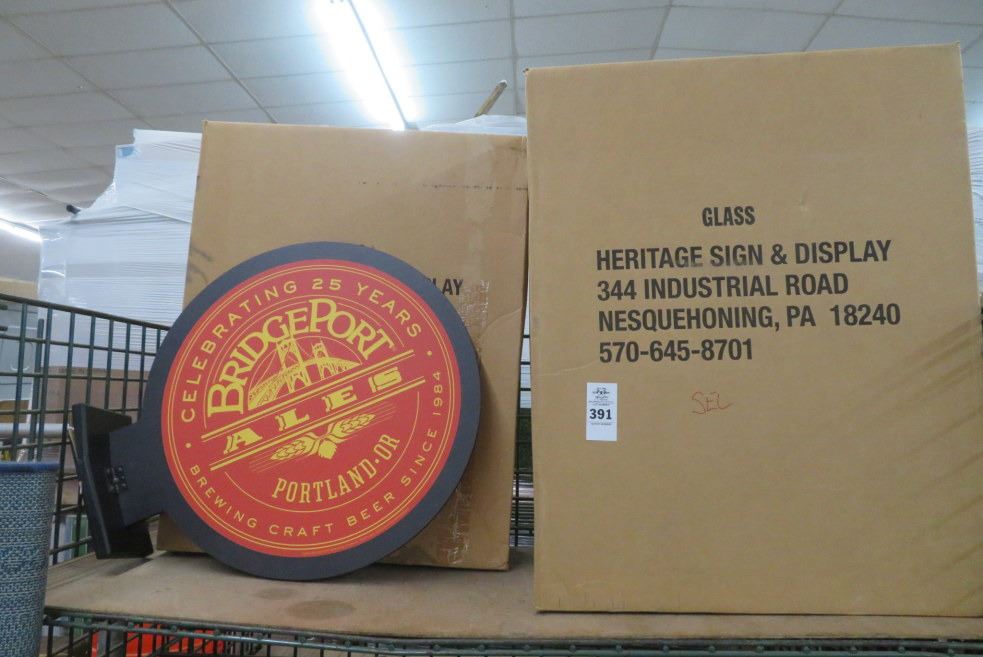 CELEBRATING 25 YEARS
BRIDGEPORT
ALES
PORTLAND·OR
BREWING CRAFT BEER SINCE 1984
LAY
GLASS
HERITAGE SIGN & DISPLAY
344 INDUSTRIAL ROAD
NESQUEHONING, PA 18240
570-645-8701
391